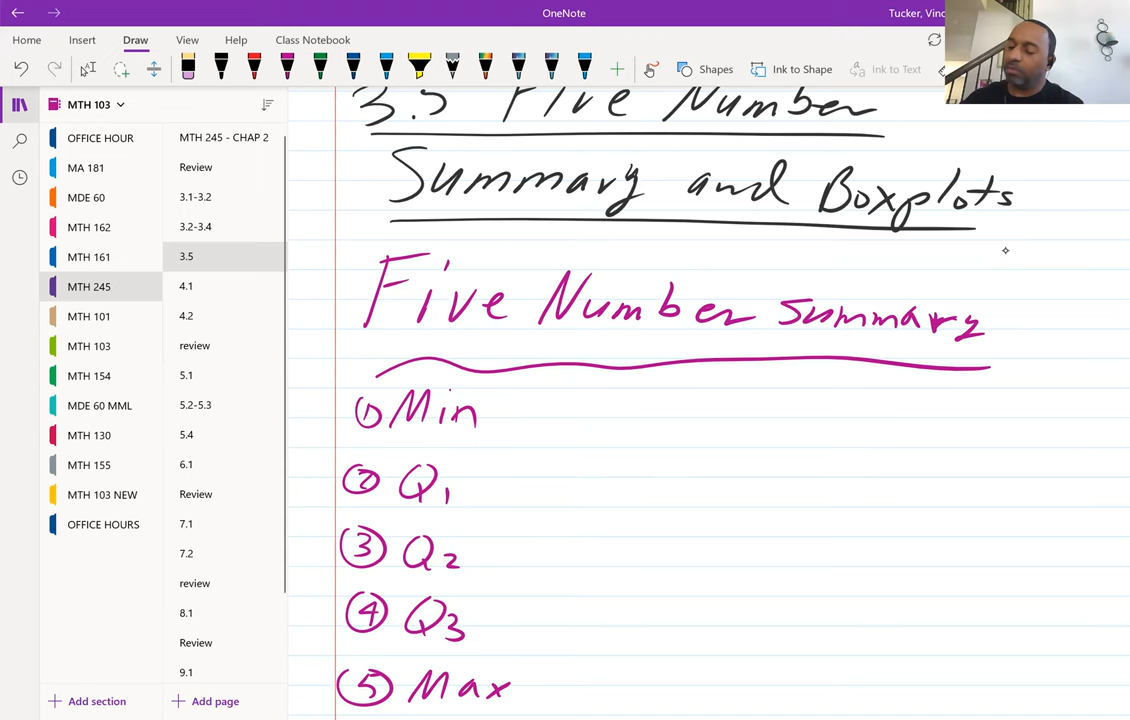 OneNote
Tucker, Vinc
Home Insert Draw View Help Class Notebook
Shapes Ink to Shape Ink to Text
MTH 103
OFFICE HOUR
MA 181
MDE 60
MTH 162
MTH 161
MTH 245
MTH 101
MTH 103
MTH 154
MDE 60 MML
MTH 130
MTH 155
MTH 103 NEW
OFFICE HOURS
Add section
MTH 245 - CHAP 2
Review
3.1-3.2
3.2-3.4
3.5
4.1
4.2
review
5.1
5.2-5.3
5.4
6.1
Review
7.1
7.2
review
8.1
Review
9.1
Add page
3.5 Five Number
Summary and Boxplots
Five Number Summary
① Min
② Q1
③ Q2
④ Q3
⑤ Max